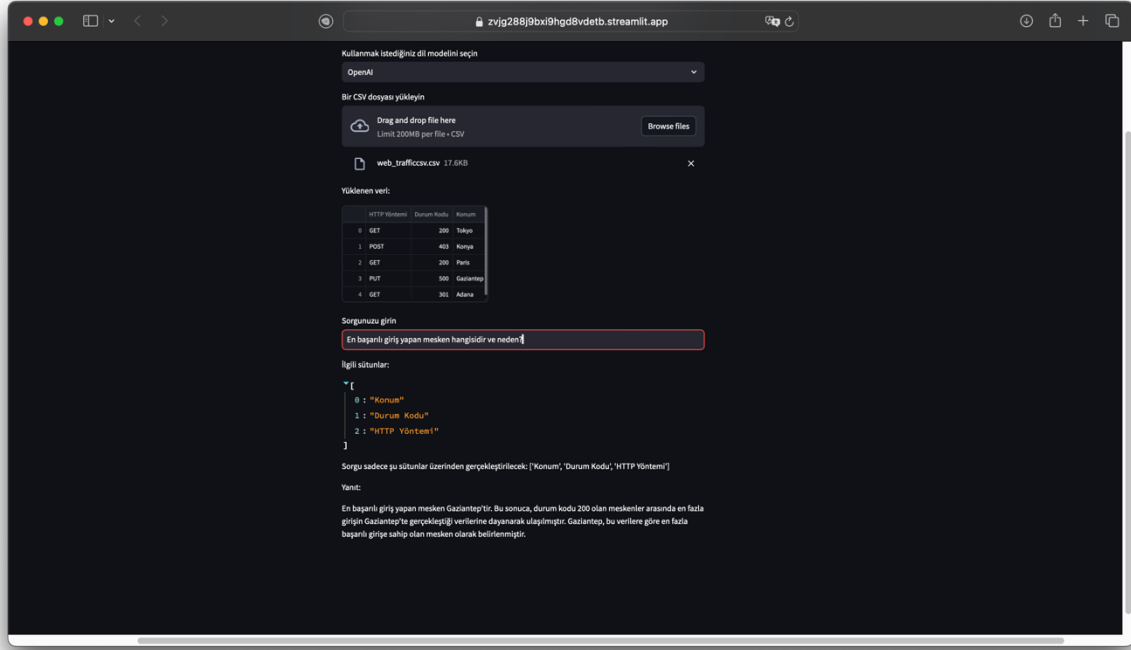 zvjg288j9bxi9hgd8vdetb.streamlit.app
Kullanmak istediğiniz dil modelini seçin
OpenAI
Bir CSV dosyası yükleyin
Drag and drop file here
Limit 200MB per file • CSV
Browse files
web_trafficcsv.csv 17.6KB
Yüklenen veri:
HTTP Yöntemi Durum Kodu Konum
0 GET 200 Tokyo
1 POST 403 Konya
2 GET 200 Paris
3 PUT 500 Gaziantep
4 GET 301 Adana
Sorgunuzu girin
En başarılı giriş yapan mesken hangisidir ve neden?
İlgili sütunlar:
[
0 : "Konum"
1 : "Durum Kodu"
2 : "HTTP Yöntemi"
]
Sorgu sadece şu sütunlar üzerinden gerçekleştirilecek: ['Konum', 'Durum Kodu', 'HTTP Yöntemi']
Yanıt:
En başarılı giriş yapan mesken Gaziantep'tir. Bu sonuca, durum kodu 200 olan meskenler arasında en fazla
girişin Gaziantep'te gerçekleştiği verilerine dayanarak ulaşılmıştır. Gaziantep, bu verilere göre en fazla
başarılı girişe sahip olan mesken olarak belirlenmiştir.